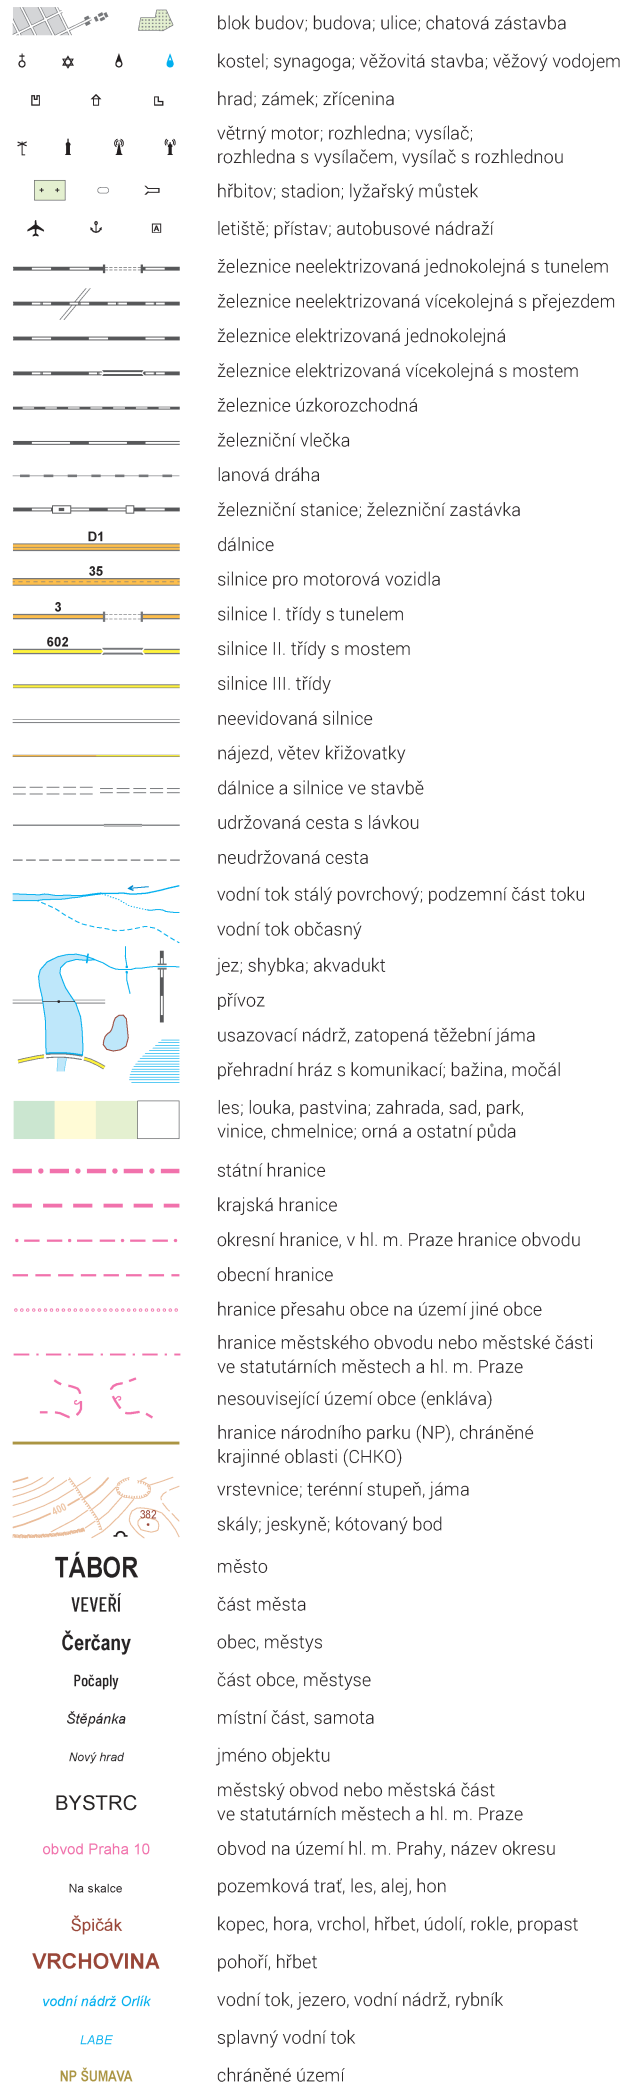 blok budov; budova; ulice; chatová zástavba
kostel; synagoga; věžovitá stavba; věžový vodojem
hrad; zámek; zřícenina
větrný motor; rozhledna; vysílač;
rozhledna s vysílačem, vysílač s rozhlednou
hřbitov; stadion; lyžařský můstek
A letiště; přístav; autobusové nádraží
železnice neelektrizovaná jednokolejná s tunelem
železnice neelektrizovaná vícekolejná s přejezdem
železnice elektrizovaná jednokolejná
železnice elektrizovaná vícekolejná s mostem
železnice úzkorozchodná
železniční vlečka
lanová dráha
železniční stanice; železniční zastávka
D1 dálnice
35 silnice pro motorová vozidla
3 silnice I. třídy s tunelem
602 silnice II. třídy s mostem
silnice III. třídy
neevidovaná silnice
nájezd, větev křižovatky
dálnice a silnice ve stavbě
udržovaná cesta s lávkou
neudržovaná cesta
vodní tok stálý povrchový; podzemní část toku
vodní tok občasný
jez; shybka; akvadukt
přívoz
usazovací nádrž, zatopená těžební jáma
přehradní hráz s komunikací; bažina, močál
les; louka, pastvina; zahrada, sad, park,
vinice, chmelnice; orná a ostatní půda
státní hranice
krajská hranice
okresní hranice, v hl. m. Praze hranice obvodu
obecní hranice
hranice přesahu obce na území jiné obce
hranice městského obvodu nebo městské části
ve statutárních městech a hl. m. Praze
nesouvisející území obce (enkláva)
hranice národního parku (NP), chráněné
krajinné oblasti (CHKO)
vrstevnice; terénní stupeň, jáma
400
382
skály; jeskyně; kótovaný bod
TÁBOR město
VEVEŘÍ část města
Čerčany obec, městys
Počaply část obce, městyse
Štěpánka místní část, samota
Nový hrad jméno objektu
BYSTRC městský obvod nebo městská část
ve statutárních městech a hl. m. Praze
obvod Praha 10 obvod na území hl. m. Prahy, název okresu
Na skalce pozemková trať, les, alej, hon
Špičák kopec, hora, vrchol, hřbet, údolí, rokle, propast
VRCHOVINA pohoří, hřbet
vodní nádrž Orlík vodní tok, jezero, vodní nádrž, rybník
LABE splavný vodní tok
NP ŠUMAVA chráněné území